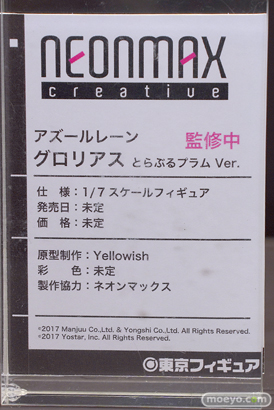 NEONMAX
creative
アズールレーン 監修中
グロリアス とらぶるプラム Ver.
仕　様：1/7 スケールフィギュア
発売日：未定
価　格：未定
原型制作：Yellowish
彩　　色：未定
製作協力：ネオンマックス
©2017 Manjuu Co.,Ltd. & Yongshi Co.,Ltd. All Rights Reserved.
©2017 Yostar, Inc. All Rights Reserved.
東京フィギュア
moeyo.com